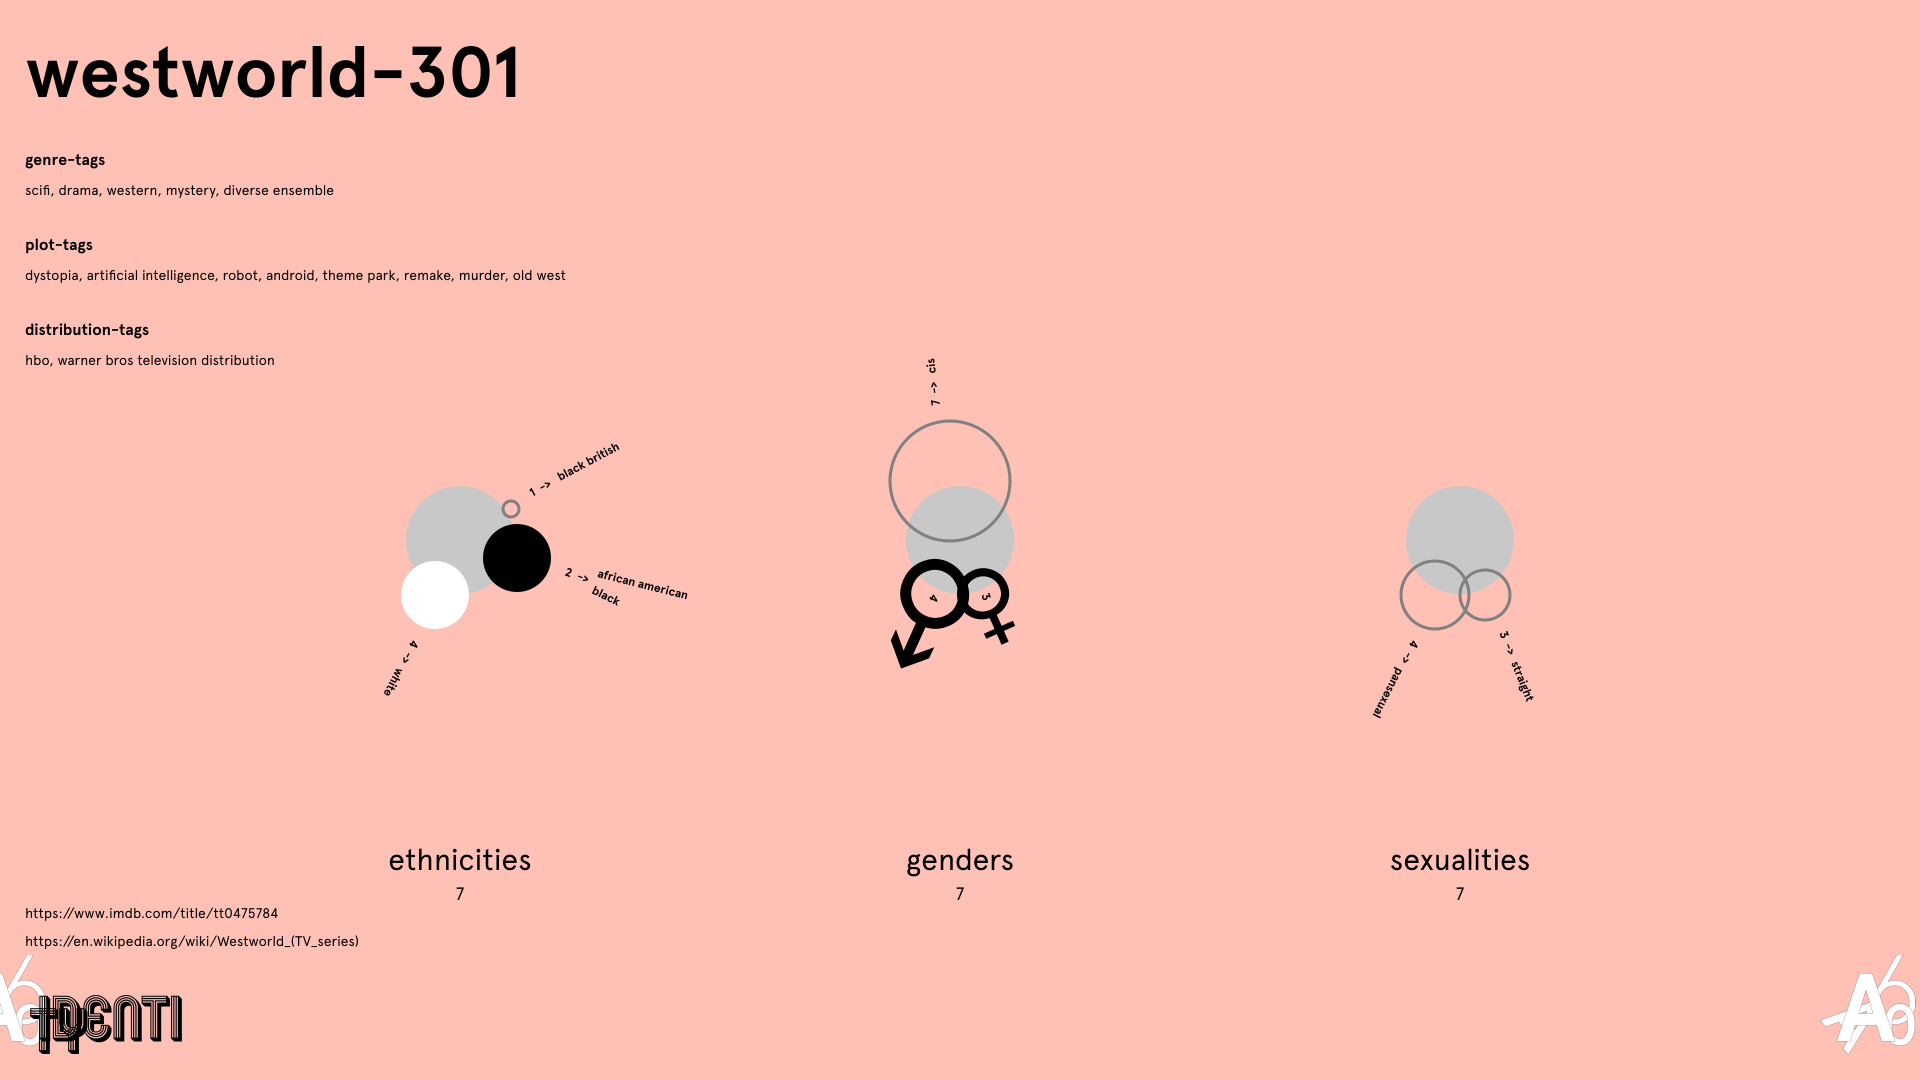 westworld-301
genre-tags
scifi, drama, western, mystery, diverse ensemble
plot-tags
dystopia, artificial intelligence, robot, android, theme park, remake, murder, old west
distribution-tags
hbo, warner bros television distribution
1 -> black british
2 -> african american
black
4 -> white
7 -> cis
4
3
4 -> pansexual
3 -> straight
ethnicities
7
genders
7
sexualities
7
https://www.imdb.com/title/tt0475784
https://en.wikipedia.org/wiki/Westworld_(TV_series)
IDENTI